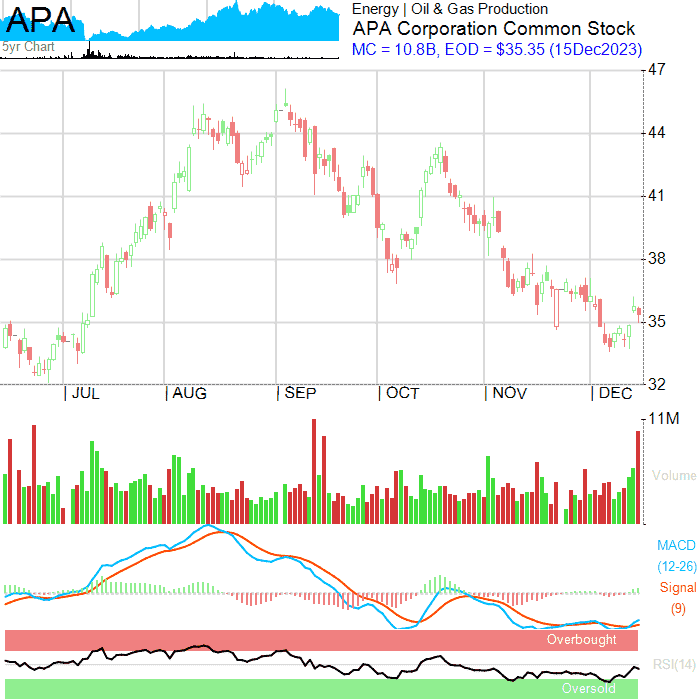 APA
5yr Chart
Energy | Oil & Gas Production
APA Corporation Common Stock
MC = 10.8B, EOD = $35.35 (15Dec2023)
47
44
41
38
35
32
| JUL | AUG | SEP | OCT | NOV | DEC
11M
Volume
MACD
(12-26)
Signal
(9)
Overbought
RSI(14)
Oversold